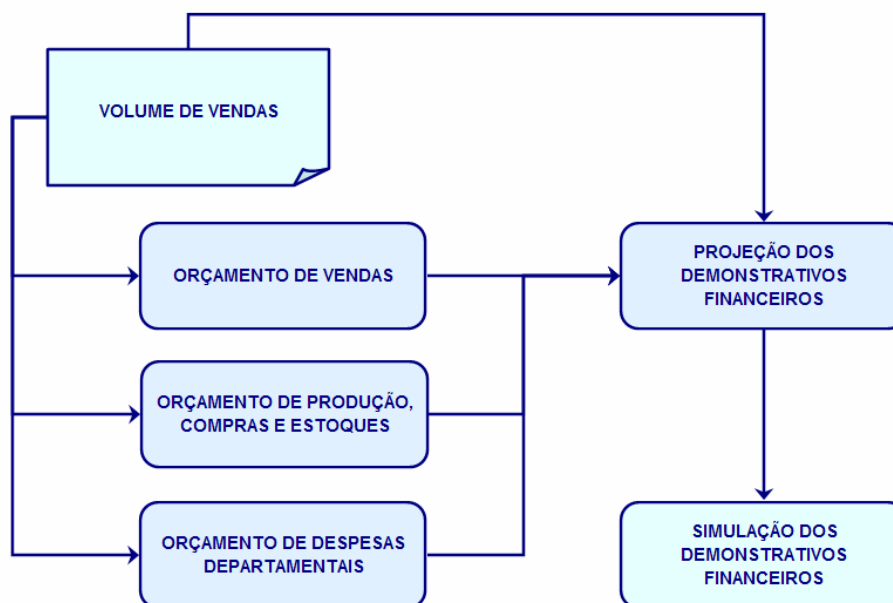 VOLUME DE VENDAS
ORÇAMENTO DE VENDAS
PROJEÇÃO DOS
DEMONSTRATIVOS
FINANCEIROS
ORÇAMENTO DE PRODUÇÃO,
COMPRAS E ESTOQUES
ORÇAMENTO DE DESPESAS
DEPARTAMENTAIS
SIMULAÇÃO DOS
DEMONSTRATIVOS
FINANCEIROS